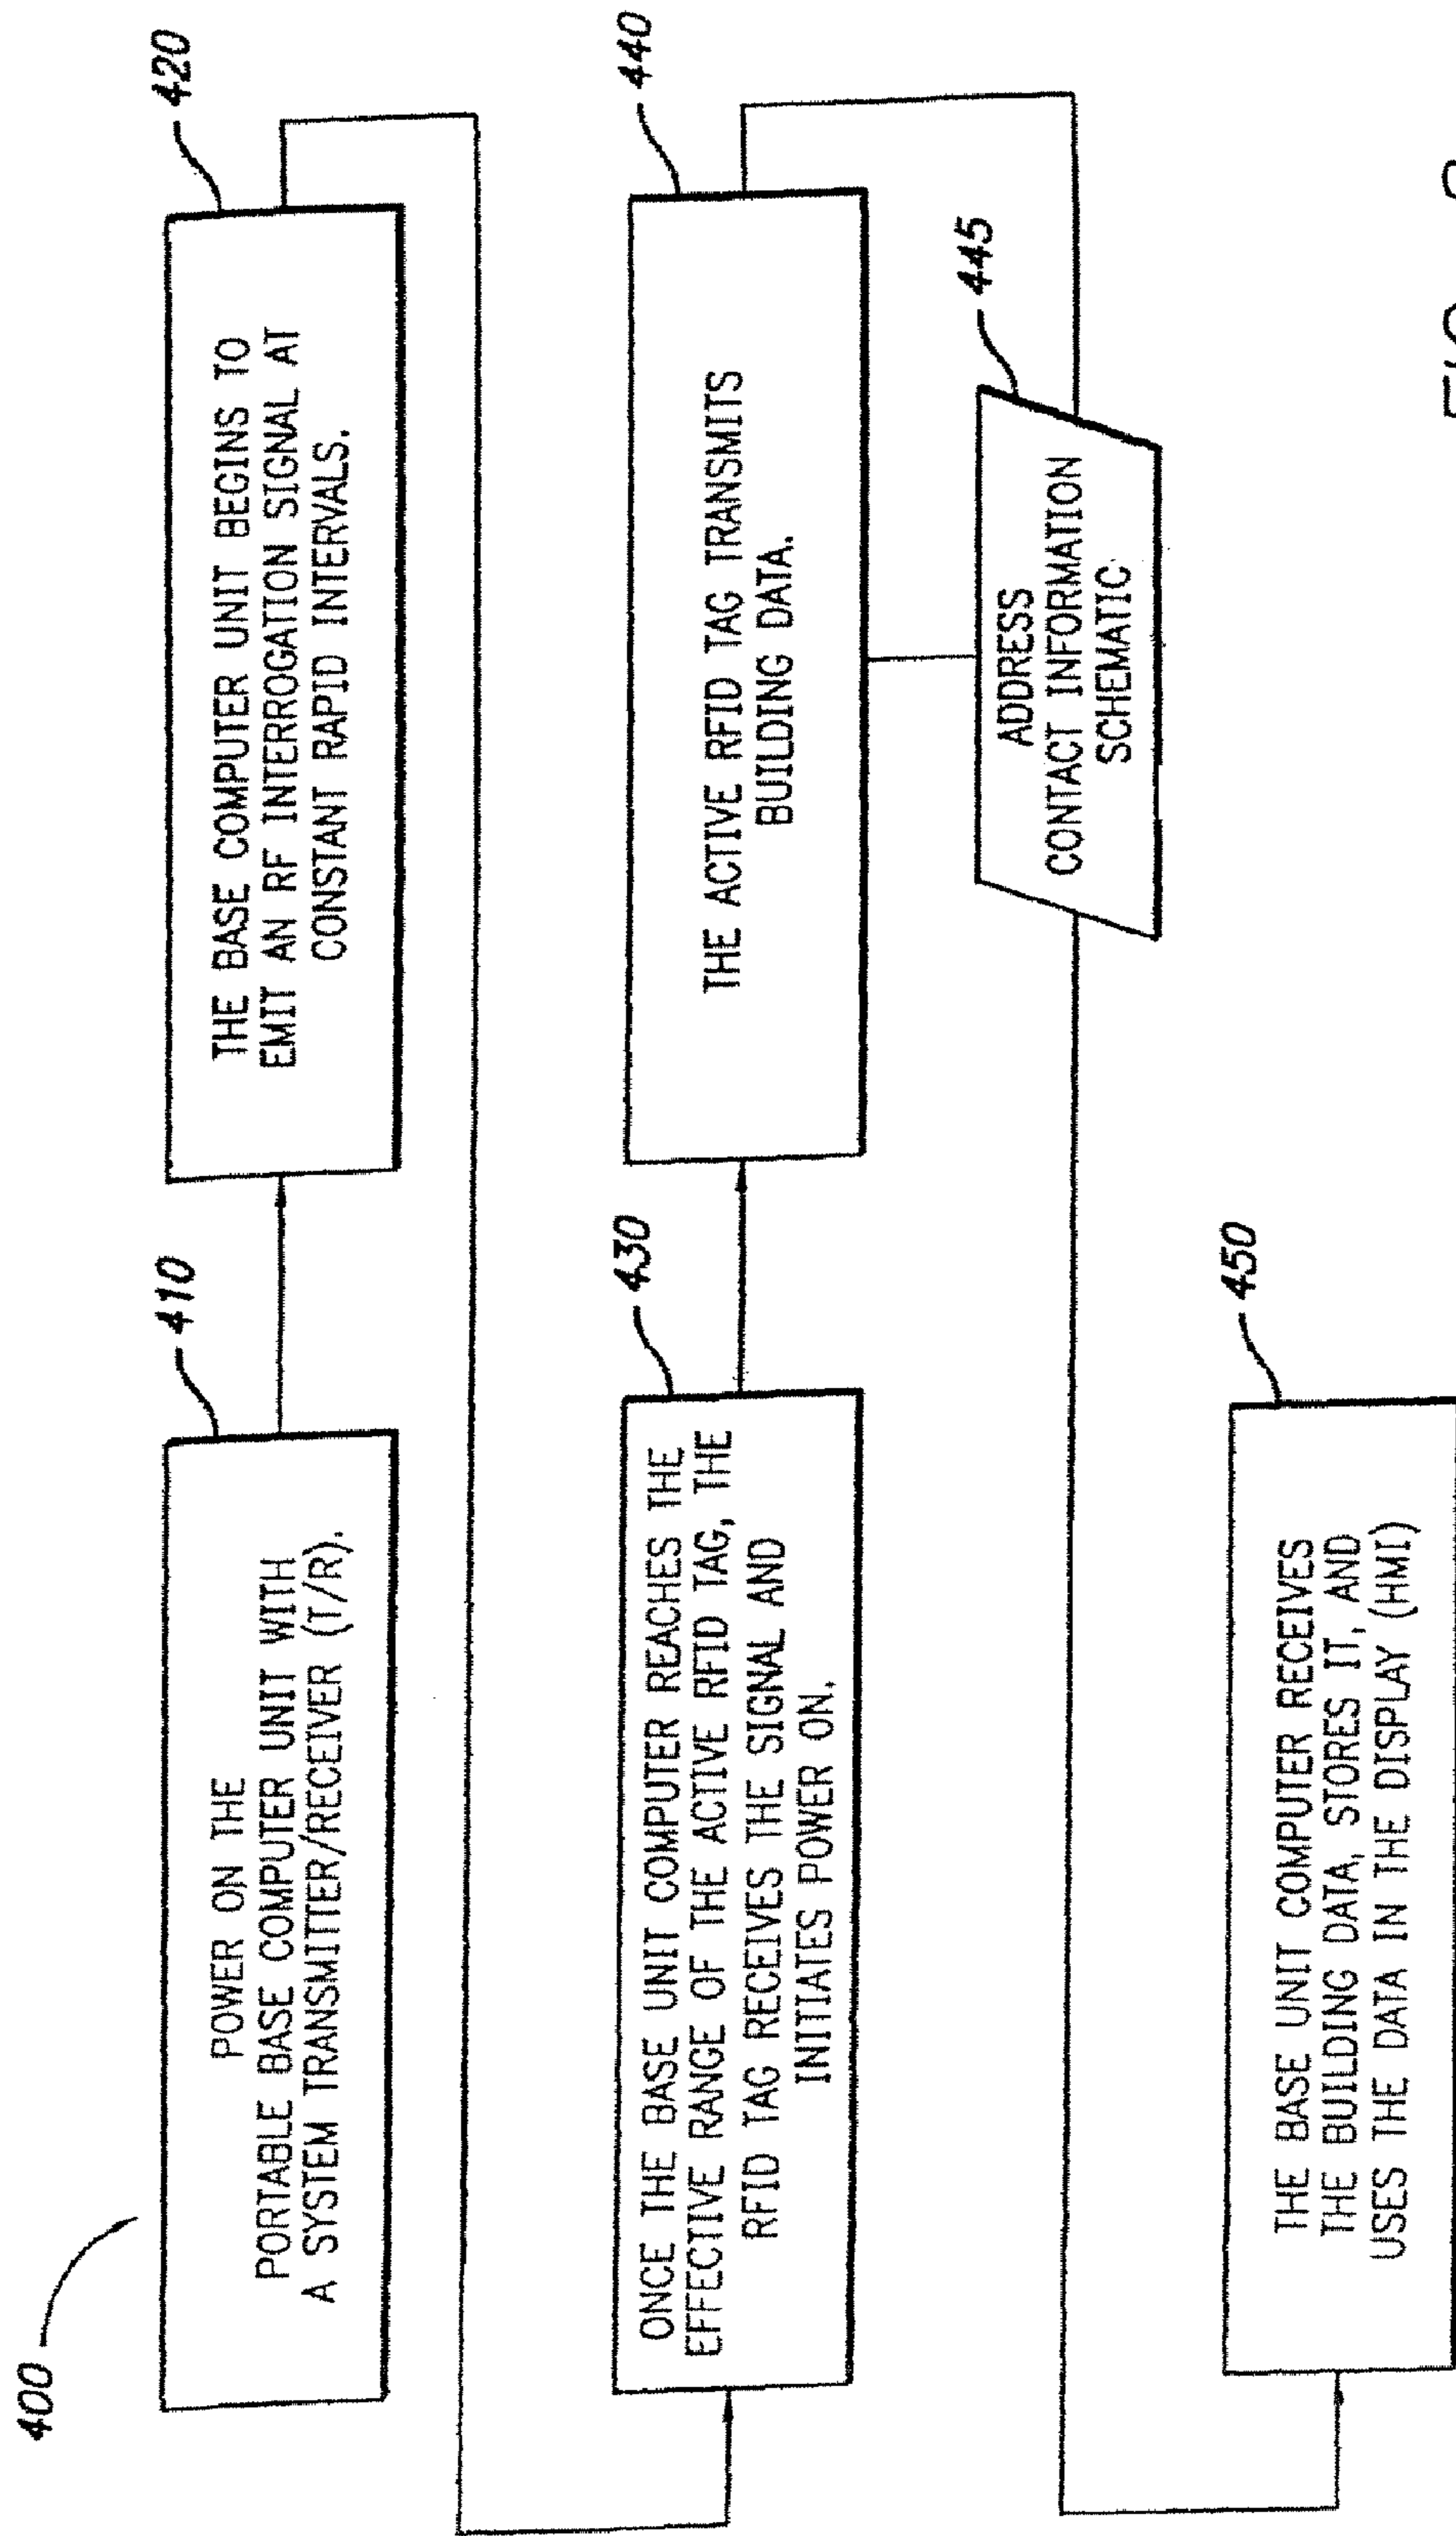 400
410
POWER ON THE
PORTABLE BASE COMPUTER UNIT WITH
A SYSTEM TRANSMITTER/RECEIVER (T/R).
420
THE BASE COMPUTER UNIT BEGINS TO
EMIT AN RF INTERROGATION SIGNAL AT
CONSTANT RAPID INTERVALS.
430
ONCE THE BASE UNIT COMPUTER REACHES THE
EFFECTIVE RANGE OF THE ACTIVE RFID TAG, THE
RFID TAG RECEIVES THE SIGNAL AND
INITIATES POWER ON.
440
THE ACTIVE RFID TAG TRANSMITS
BUILDING DATA.
445
ADDRESS
CONTACT INFORMATION
SCHEMATIC
450
THE BASE UNIT COMPUTER RECEIVES
THE BUILDING DATA, STORES IT, AND
USES THE DATA IN THE DISPLAY (HMI)